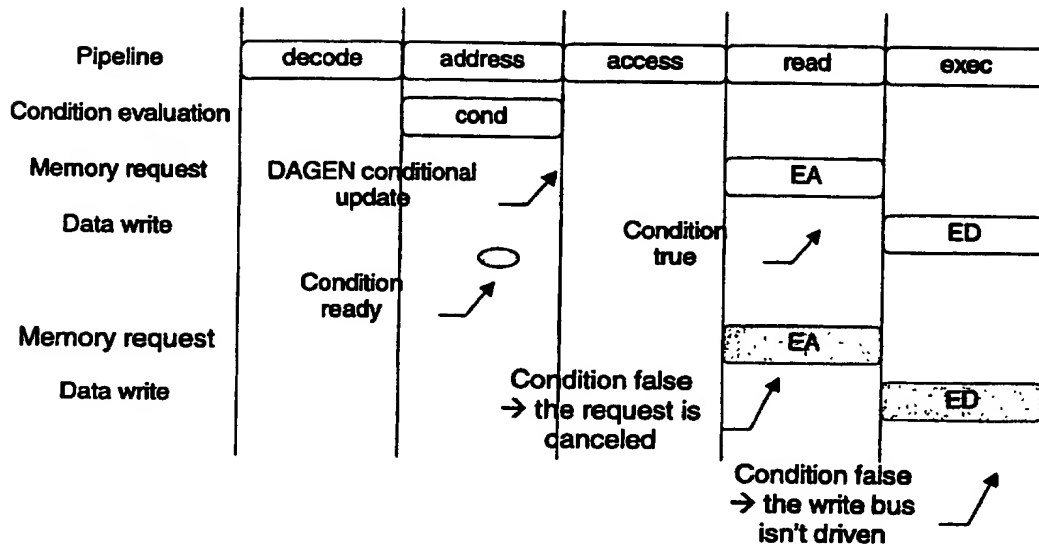 Pipeline decode address access read exec
Condition evaluation cond
Memory request DAGEN conditional update EA
Data write Condition true ED
Condition ready
Memory request EA
Data write Condition false → the request is canceled ED
Condition false → the write bus isn't driven